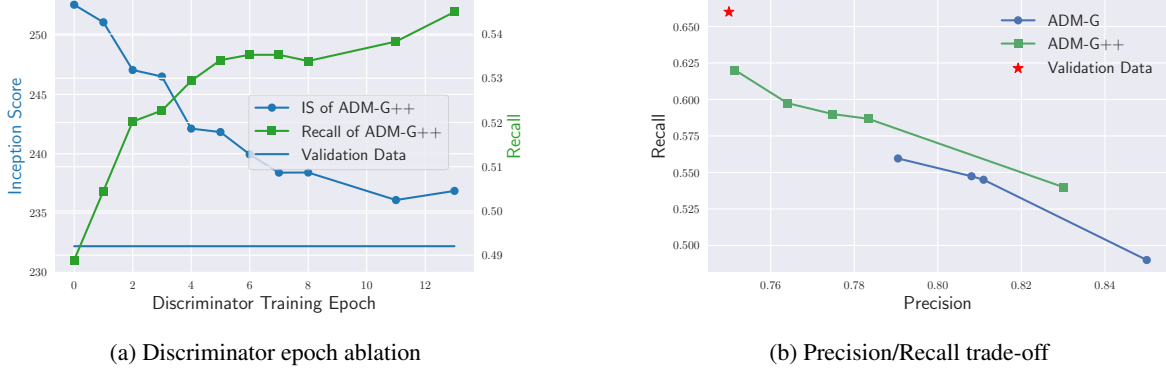 250
245
240
235
230
Inception Score
0
2
4
6
8
10
12
Discriminator Training Epoch
0.54
0.53
0.52
0.51
0.50
0.49
Recall
IS of ADM-G++
Recall of ADM-G++
Validation Data
(a) Discriminator epoch ablation
0.650
0.625
0.600
0.575
0.550
0.525
0.500
Recall
0.76
0.78
0.80
0.82
0.84
Precision
ADM-G
ADM-G++
Validation Data
(b) Precision/Recall trade-off